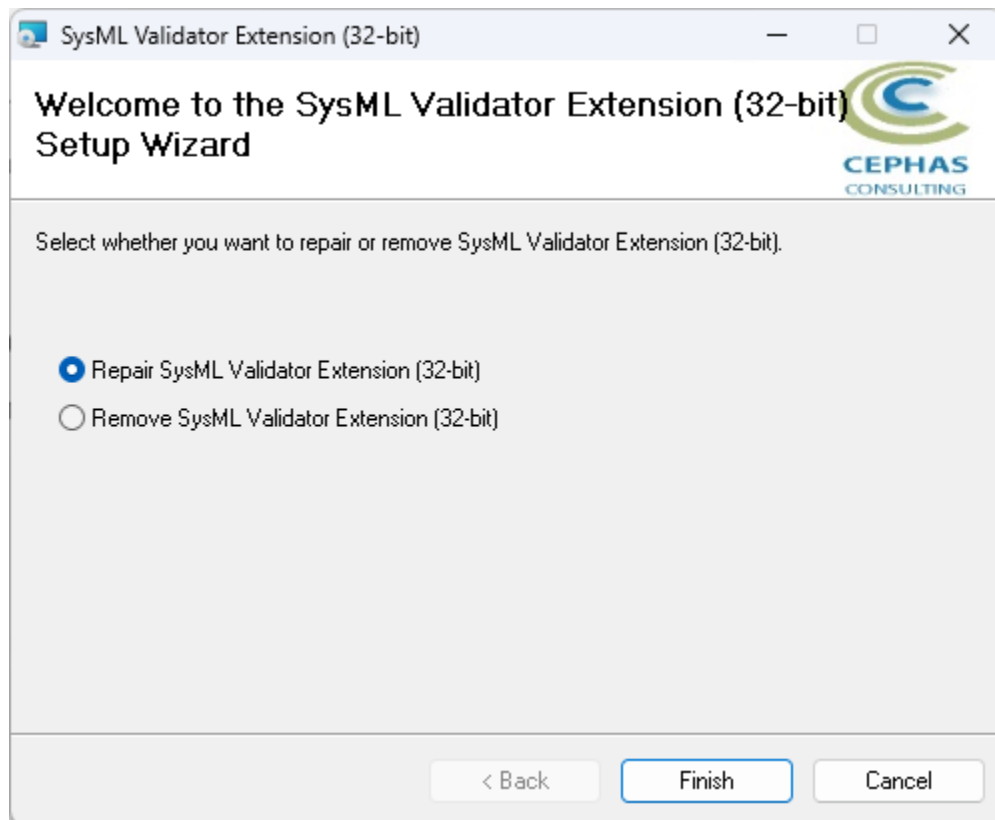 SysML Validator Extension (32-bit)
Welcome to the SysML Validator Extension (32-bit)
Setup Wizard
CEPHAS
CONSULTING
Select whether you want to repair or remove SysML Validator Extension (32-bit).
Repair SysML Validator Extension (32-bit)
Remove SysML Validator Extension (32-bit)
< Back
Finish
Cancel